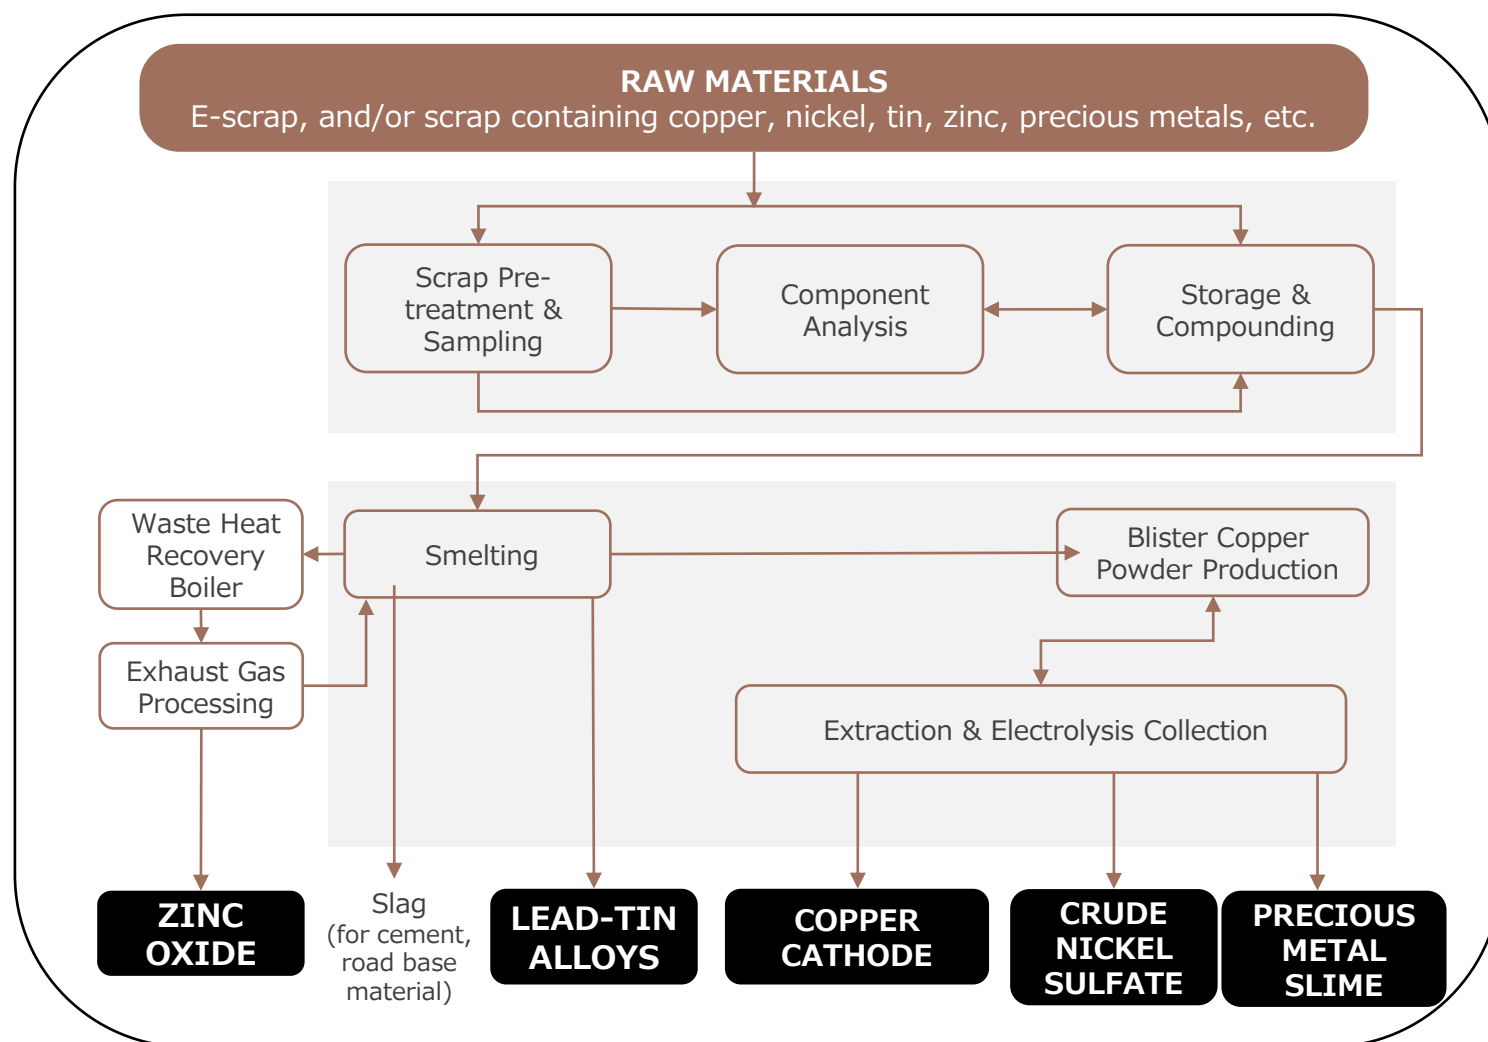 RAW MATERIALS
E-scrap, and/or scrap containing copper, nickel, tin, zinc, precious metals, etc.
Scrap Pre-
treatment &
Sampling
Component
Analysis
Storage &
Compounding
Waste Heat
Recovery
Boiler
Smelting
Blister Copper
Powder Production
Exhaust Gas
Processing
Extraction & Electrolysis Collection
ZINC
OXIDE
Slag
(for cement,
road base
material)
LEAD-TIN
ALLOYS
COPPER
CATHODE
CRUDE
NICKEL
SULFATE
PRECIOUS
METAL
SLIME